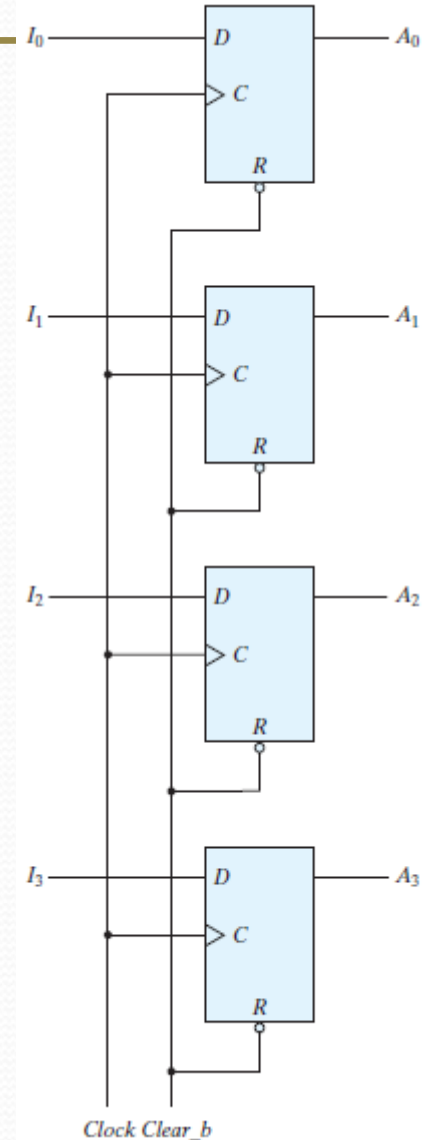 I₀ D A₀
C
R
I₁ D A₁
C
R
I₂ D A₂
C
R
I₃ D A₃
C
R
Clock Clear_b